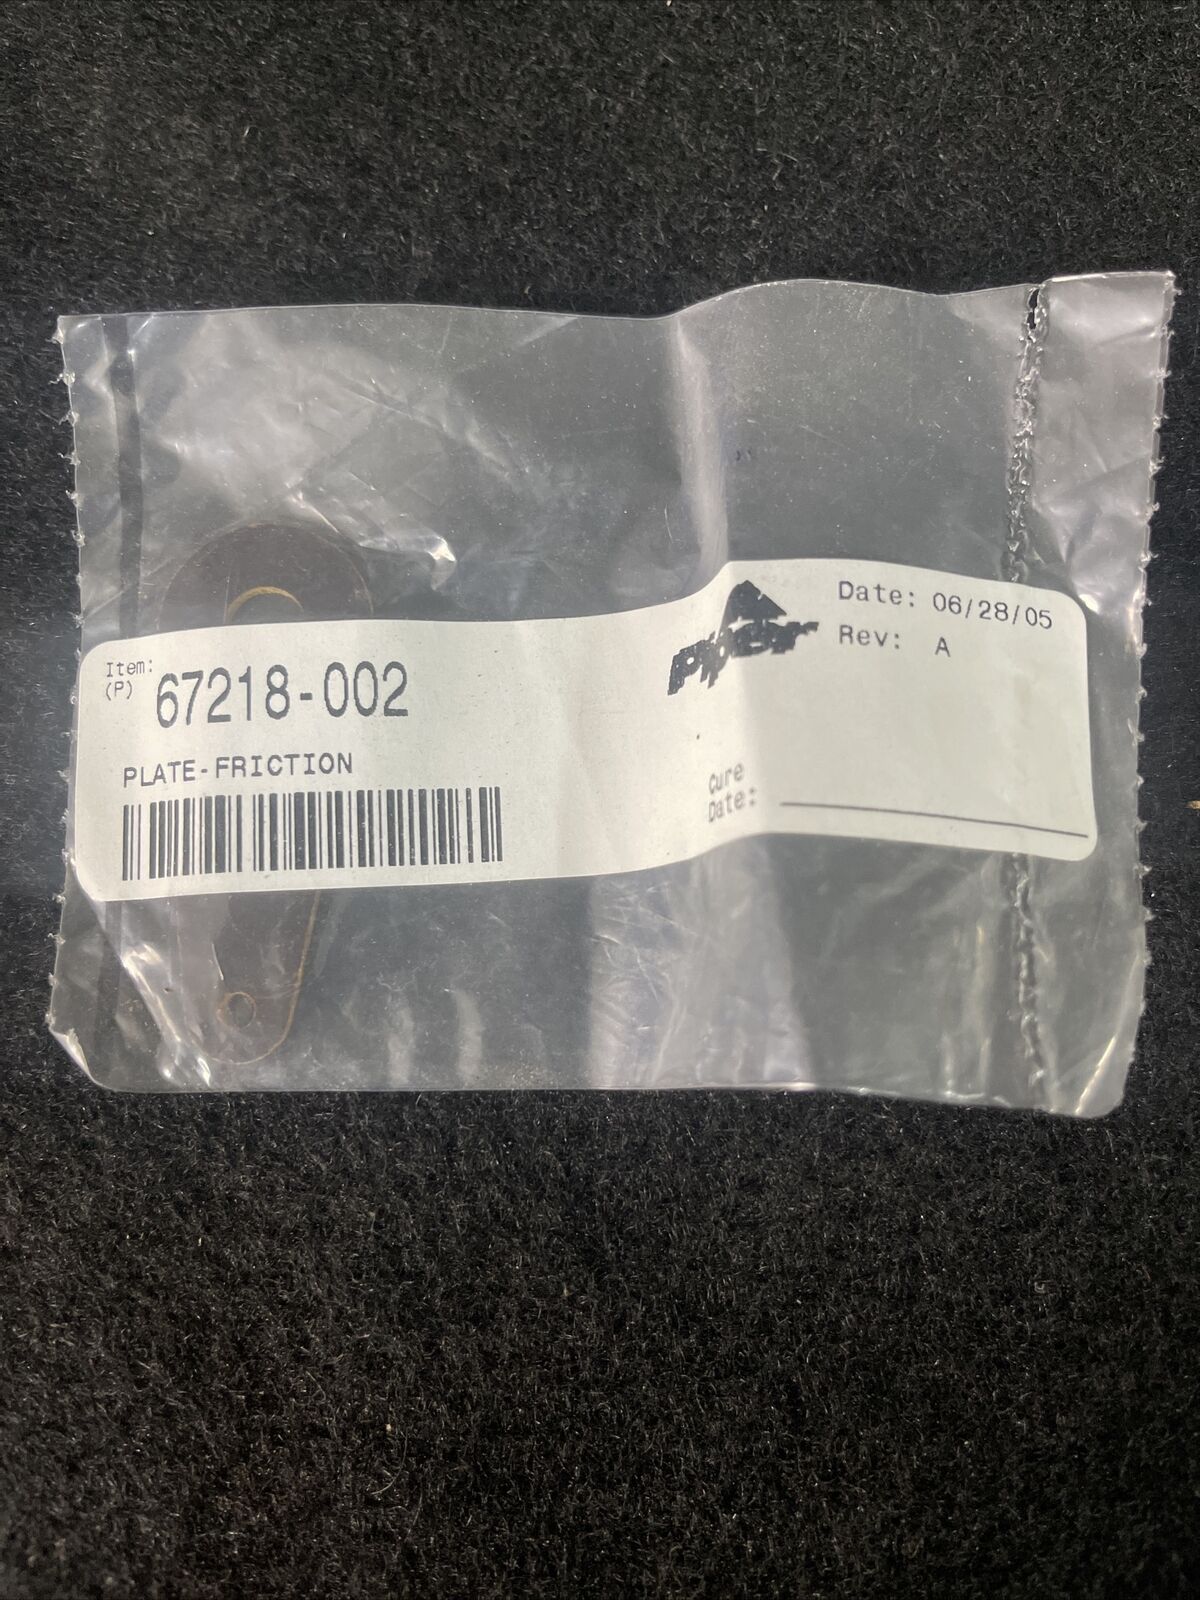 Item:
(P)
67218-002
PLATE-FRICTION
Piper
Date: 06/28/05
Rev: A
Cure
Date: